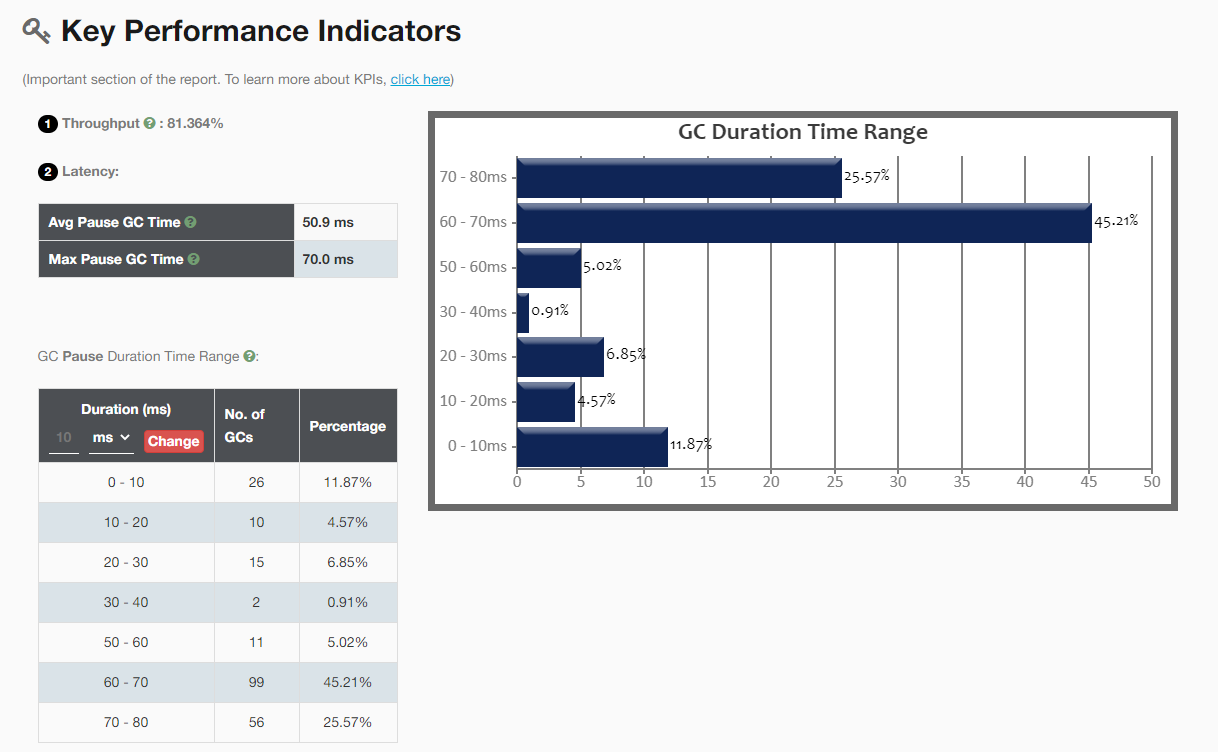 Key Performance Indicators
(Important section of the report. To learn more about KPIs, click here)
1 Throughput ? : 81.364%
2 Latency:
Avg Pause GC Time ? 50.9 ms
Max Pause GC Time ? 70.0 ms
GC Pause Duration Time Range ?:
Duration (ms) No. of GCs Percentage
10 ms Change
0 - 10 26 11.87%
10 - 20 10 4.57%
20 - 30 15 6.85%
30 - 40 2 0.91%
50 - 60 11 5.02%
60 - 70 99 45.21%
70 - 80 56 25.57%
GC Duration Time Range
70 - 80ms 25.57%
60 - 70ms 45.21%
50 - 60ms 5.02%
30 - 40ms 0.91%
20 - 30ms 6.85%
10 - 20ms 4.57%
0 - 10ms 11.87%
0 5 10 15 20 25 30 35 40 45 50